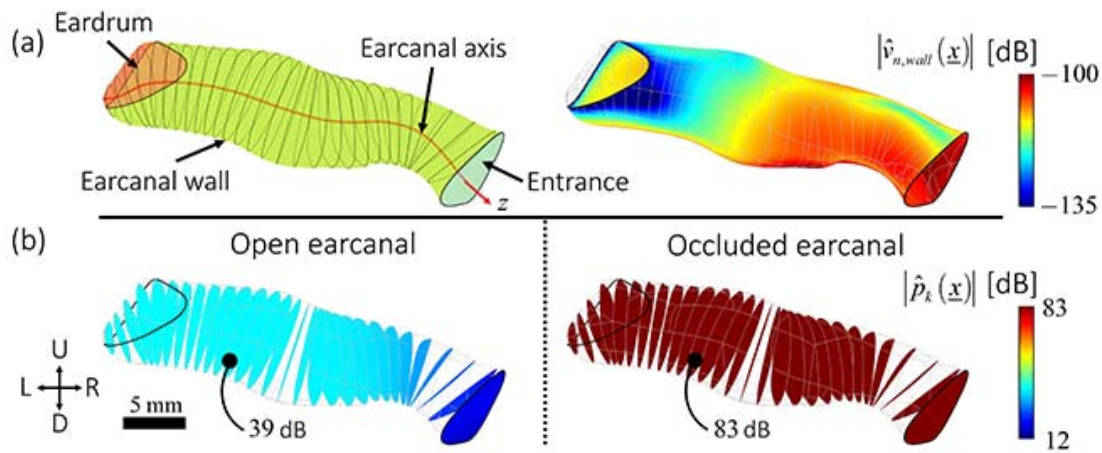 (a)
Eardrum
Earcanal axis
Earcanal wall
Entrance
z
|v̂n,wall(x)| [dB]
−100
−135
(b)
Open earcanal
Occluded earcanal
|p̂k(x)| [dB]
83
12
U
L R
D
5 mm
39 dB
83 dB